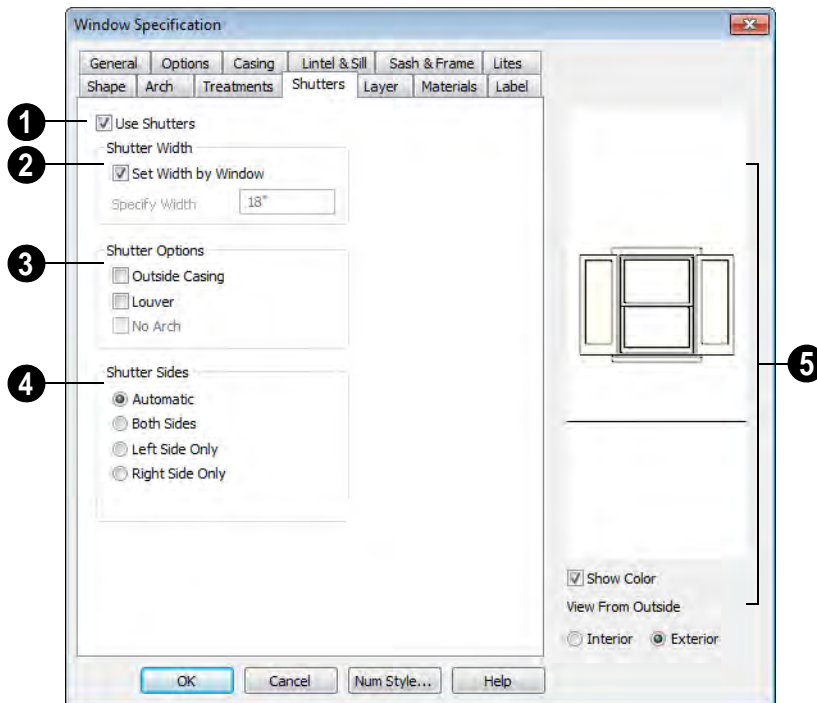 Window Specification
General Options Casing Lintel & Sill Sash & Frame Lites
Shape Arch Treatments Shutters Layer Materials Label
1 Use Shutters
Shutter Width
2 Set Width by Window
Specify Width 18"
Shutter Options
3 Outside Casing
Louver
No Arch
Shutter Sides
4 Automatic
Both Sides
Left Side Only
Right Side Only
5
Show Color
View From Outside
Interior Exterior
OK Cancel Num Style... Help